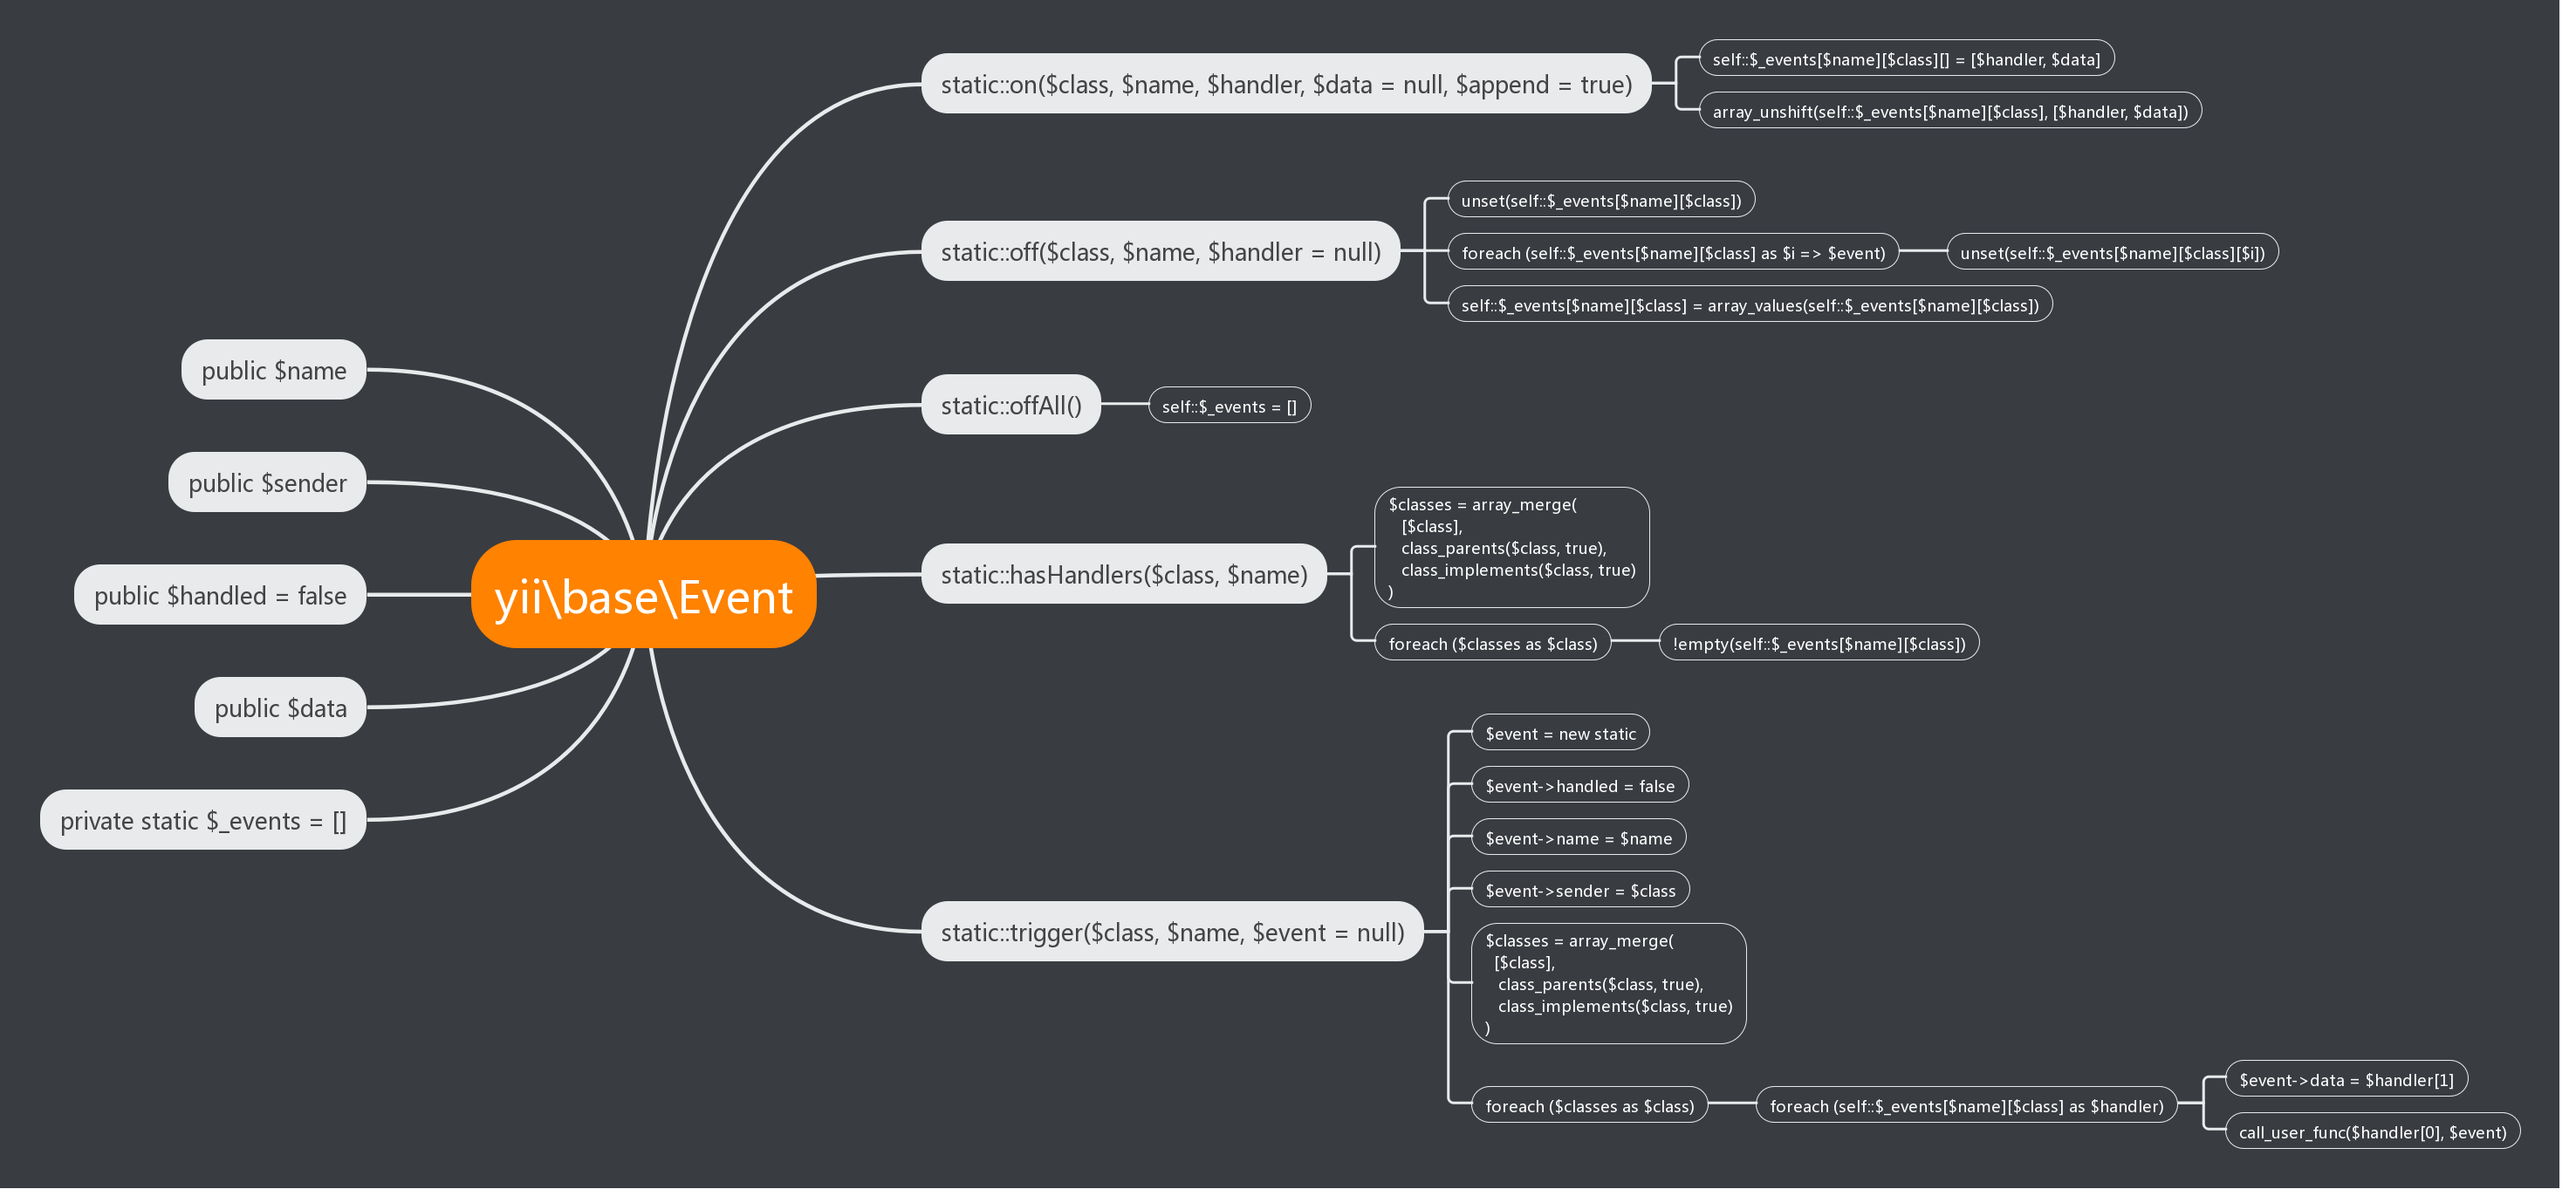 yii\base\Event
public $name
public $sender
public $handled = false
public $data
private static $_events = []
static::on($class, $name, $handler, $data = null, $append = true)
self::$_events[$name][$class][] = [$handler, $data]
array_unshift(self::$_events[$name][$class], [$handler, $data])
static::off($class, $name, $handler = null)
unset(self::$_events[$name][$class])
foreach (self::$_events[$name][$class] as $i => $event)
unset(self::$_events[$name][$class][$i])
self::$_events[$name][$class] = array_values(self::$_events[$name][$class])
static::offAll()
self::$_events = []
static::hasHandlers($class, $name)
$classes = array_merge(
[$class],
class_parents($class, true),
class_implements($class, true)
)
foreach ($classes as $class)
!empty(self::$_events[$name][$class])
static::trigger($class, $name, $event = null)
$event = new static
$event->handled = false
$event->name = $name
$event->sender = $class
$classes = array_merge(
[$class],
class_parents($class, true),
class_implements($class, true)
)
foreach ($classes as $class)
foreach (self::$_events[$name][$class] as $handler)
$event->data = $handler[1]
call_user_func($handler[0], $event)